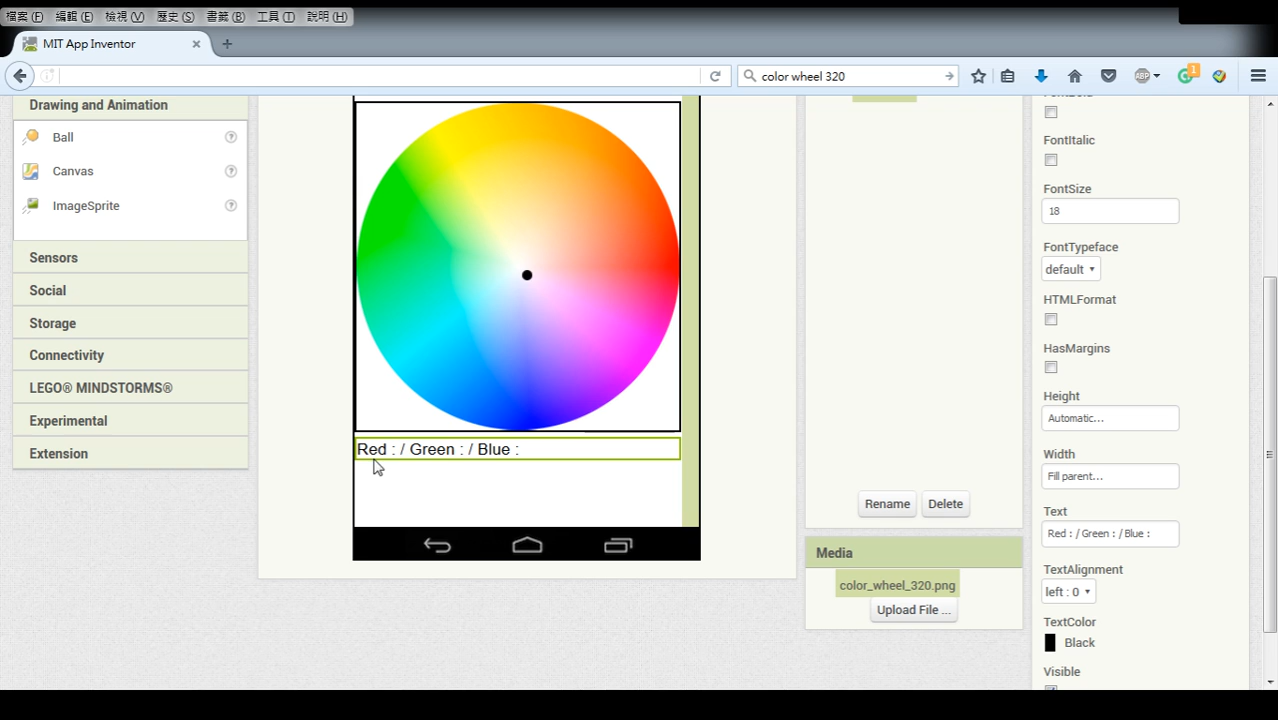 檔案 (F) 編輯 (E) 檢視 (V) 歷史 (S) 書籤 (B) 工具 (T) 說明 (H)
MIT App Inventor
color wheel 320
ABP
1
Drawing and Animation
Ball
?
Canvas
?
ImageSprite
?
Sensors
Social
Storage
Connectivity
LEGO® MINDSTORMS®
Experimental
Extension
Red : / Green : / Blue :
Rename
Delete
Media
color_wheel_320.png
Upload File ...
FontItalic
FontSize
18
FontTypeface
default
HTMLFormat
HasMargins
Height
Automatic...
Width
Fill parent...
Text
Red : / Green : / Blue :
TextAlignment
left : 0
TextColor
Black
Visible